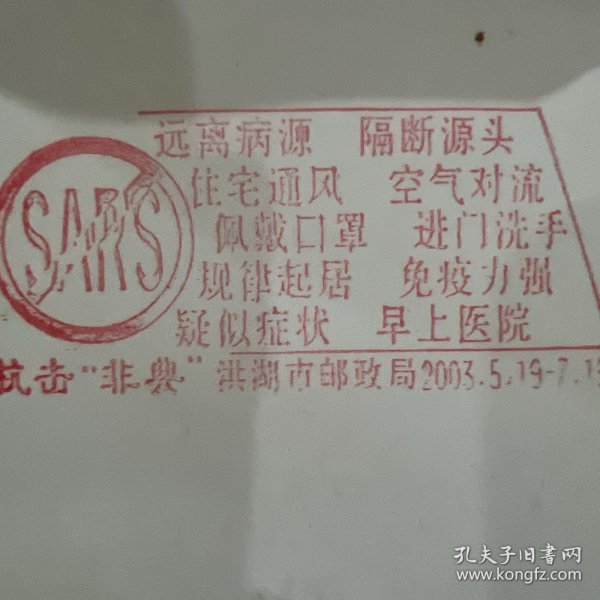 远离病源 隔断源头
SARS
住宅通风 空气对流
佩戴口罩 进门洗手
规律起居 免疫力强
疑似症状 早上医院
抗击“非典” 洪湖市邮政局2003.5.19-7.19
孔夫子旧书网
www.kongfz.com